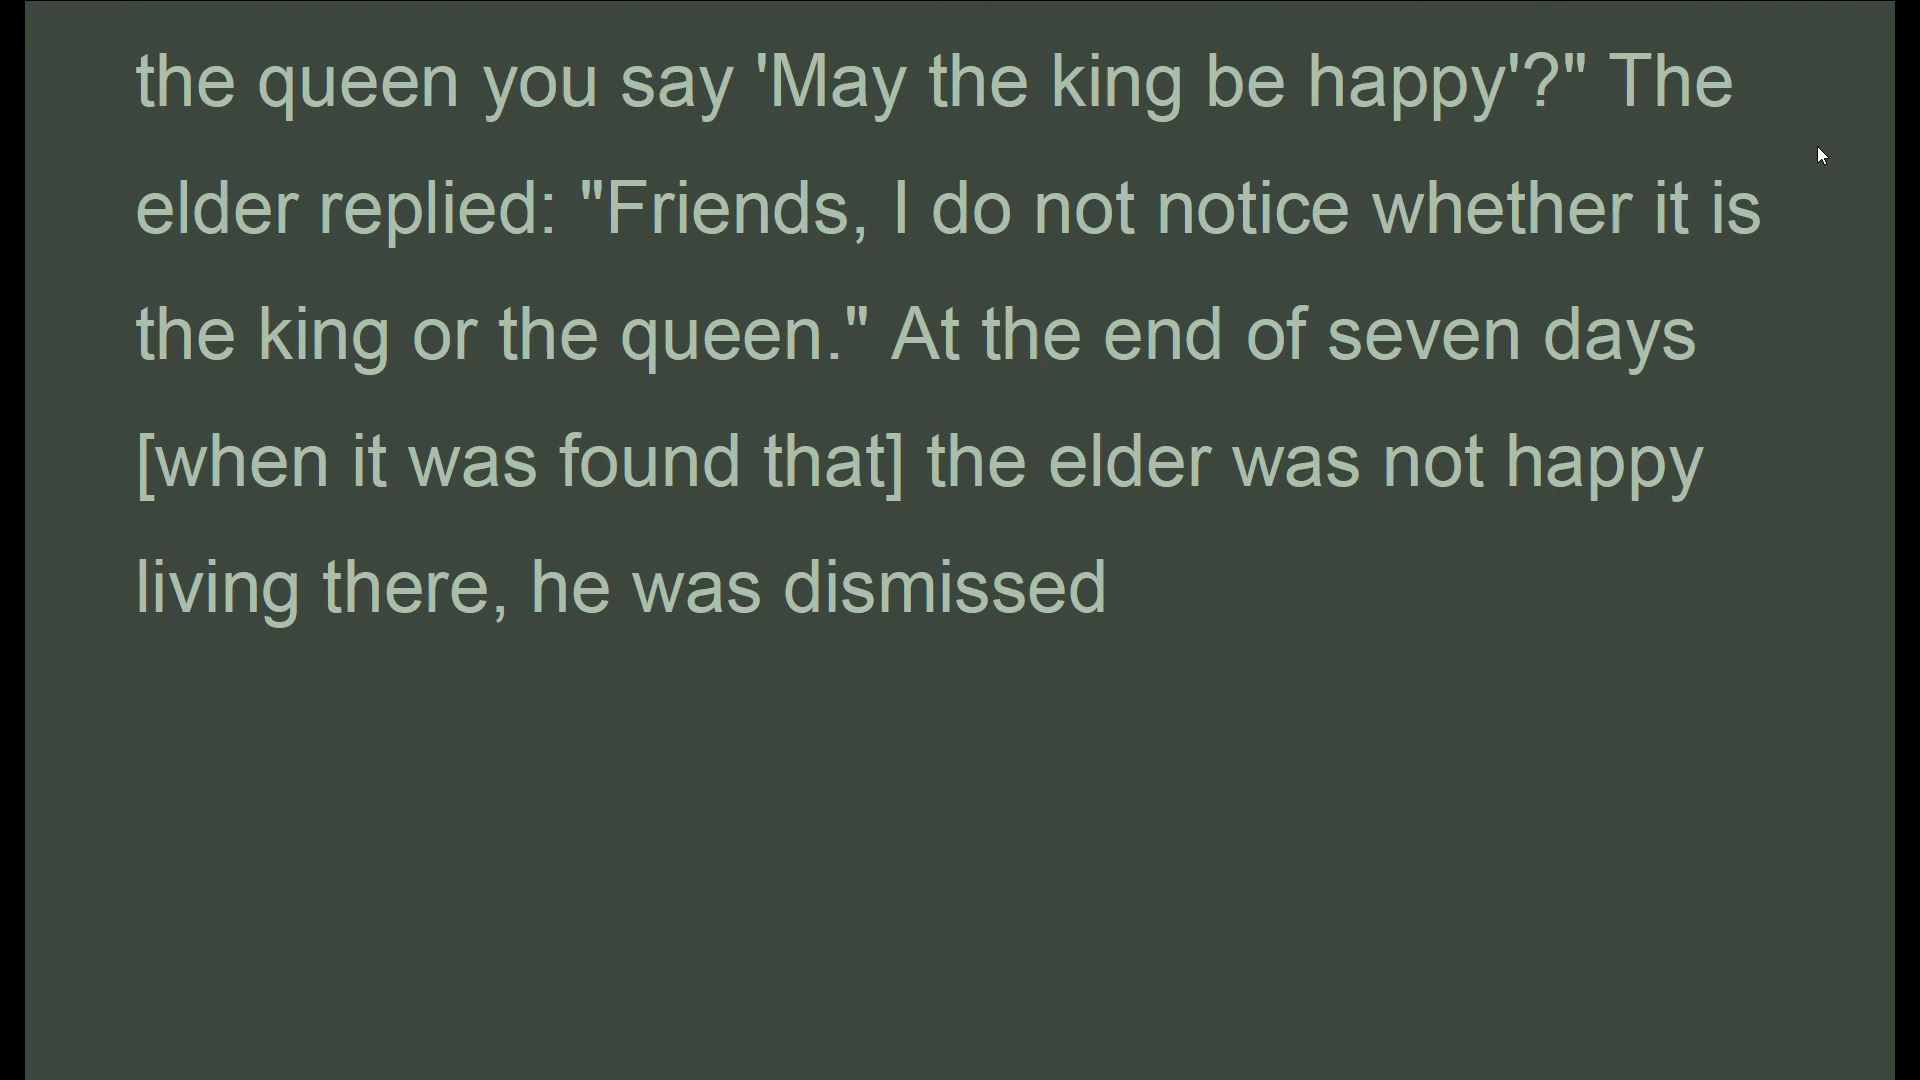 the queen you say 'May the king be happy'?" The
elder replied: "Friends, I do not notice whether it is
the king or the queen." At the end of seven days
[when it was found that] the elder was not happy
living there, he was dismissed